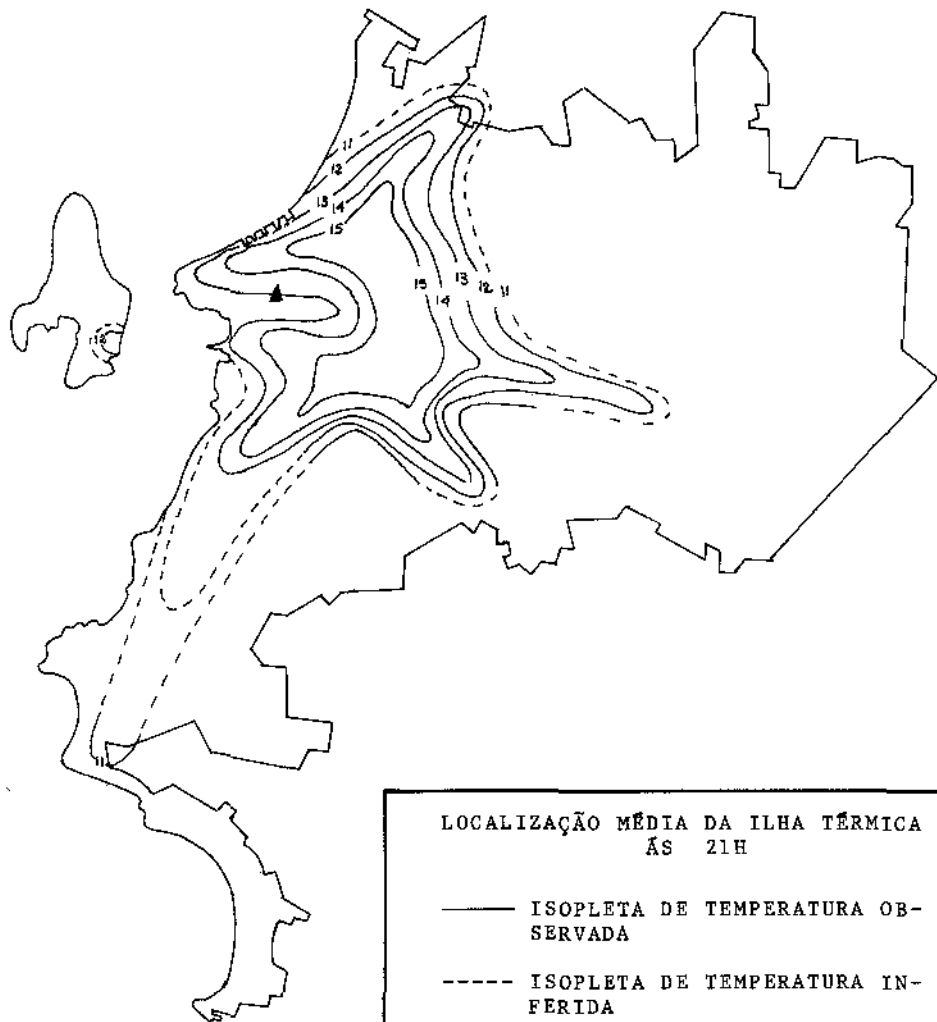 11
12
13
14
15
15
14
13
12
11
11
LOCALIZAÇÃO MÉDIA DA ILHA TÉRMICA
ÁS 21H
ISOPLETA DE TEMPERATURA OB-
SERVADA
ISOPLETA DE TEMPERATURA IN-
FERIDA